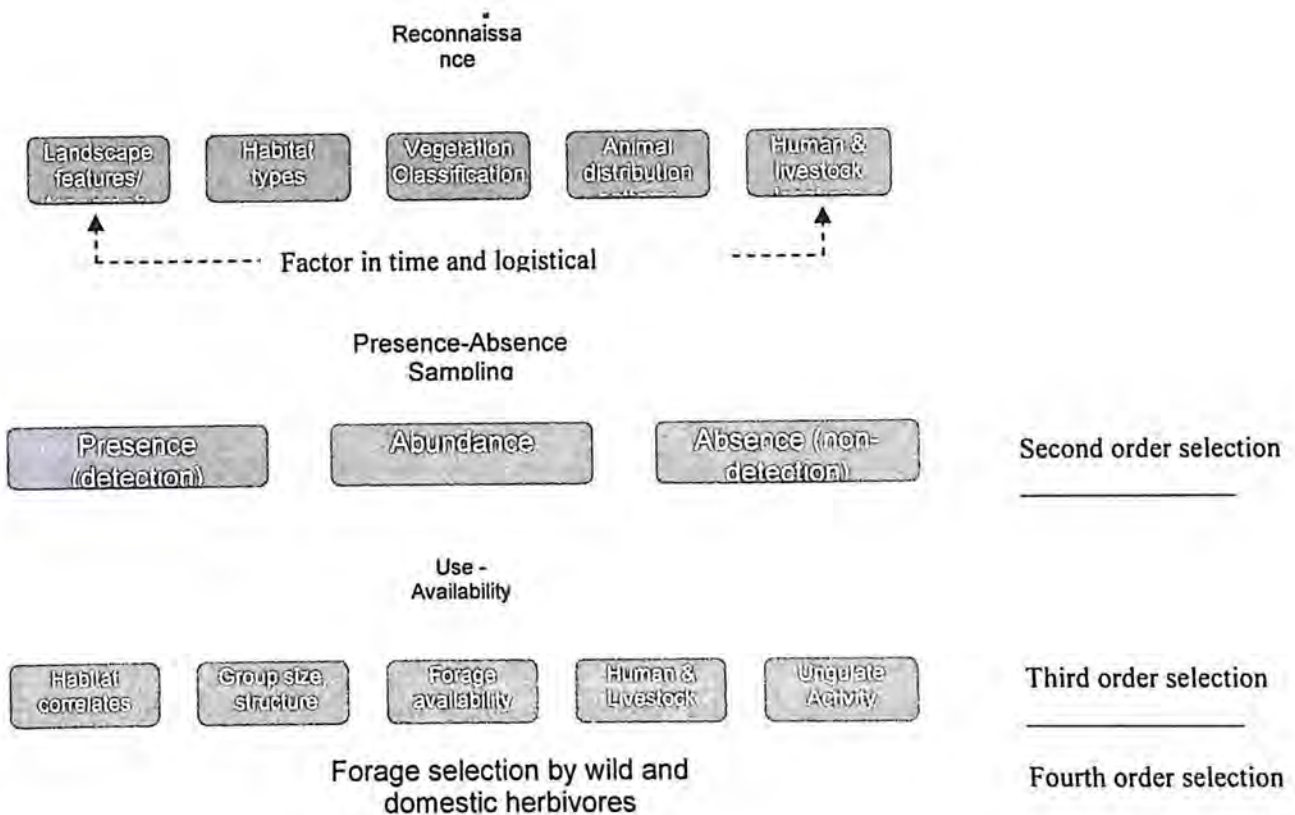 Reconnaissa
nce
Landscape
features/
Habitat
types
Vegetation
Classification
Animal
distribution
Human &
livestock
Factor in time and logistical
Presence-Absence
Sampling
Presence
(detection)
Abundance
Absence (non-
detection)
Second order selection
Use -
Availability
Habitat
correlates
Group size,
structure
Forage
availability
Human &
Livestock
Ungulate
Activity
Third order selection
Forage selection by wild and
domestic herbivores
Fourth order selection